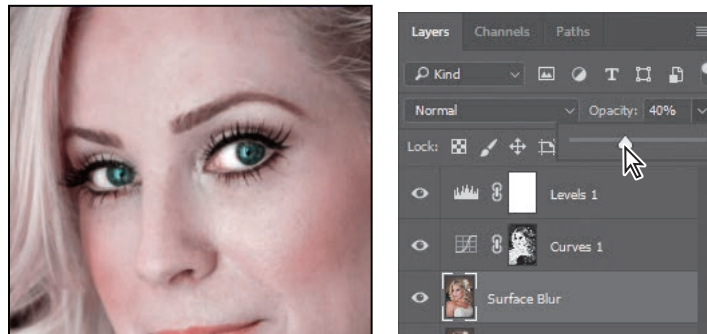 Layers Channels Paths
Kind
Normal Opacity: 40%
Lock:
Levels 1
Curves 1
Surface Blur